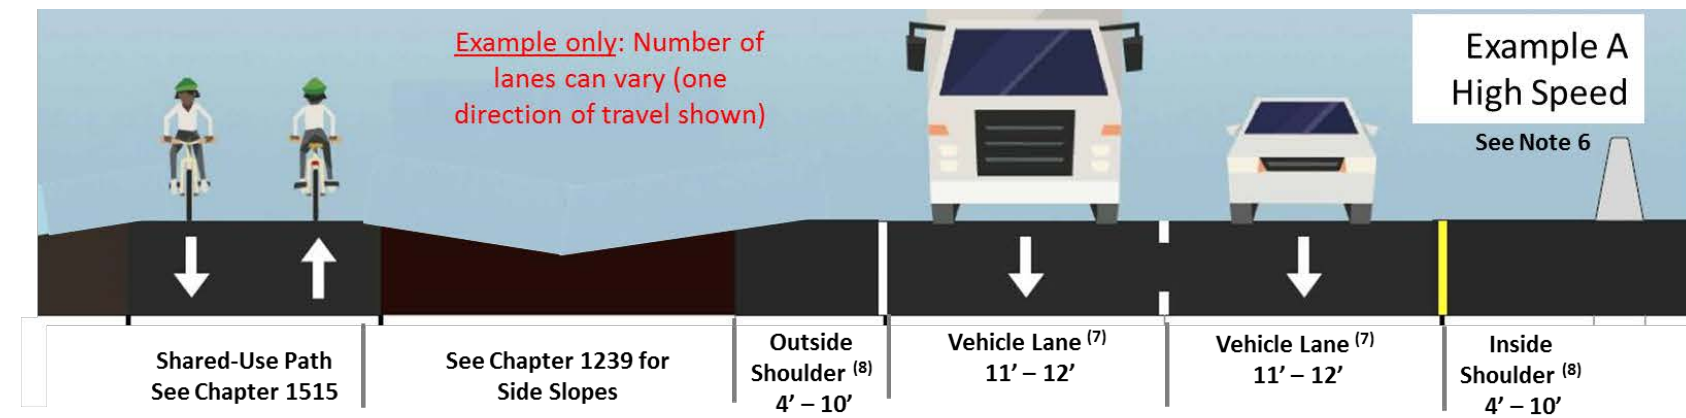 Example only: Number of
lanes can vary (one
direction of travel shown)
Example A
High Speed
See Note 6
Shared-Use Path
See Chapter 1515
See Chapter 1239 for
Side Slopes
Outside
Shoulder (8)
4’ – 10’
Vehicle Lane (7)
11’ – 12’
Vehicle Lane (7)
11’ – 12’
Inside
Shoulder (8)
4’ – 10’